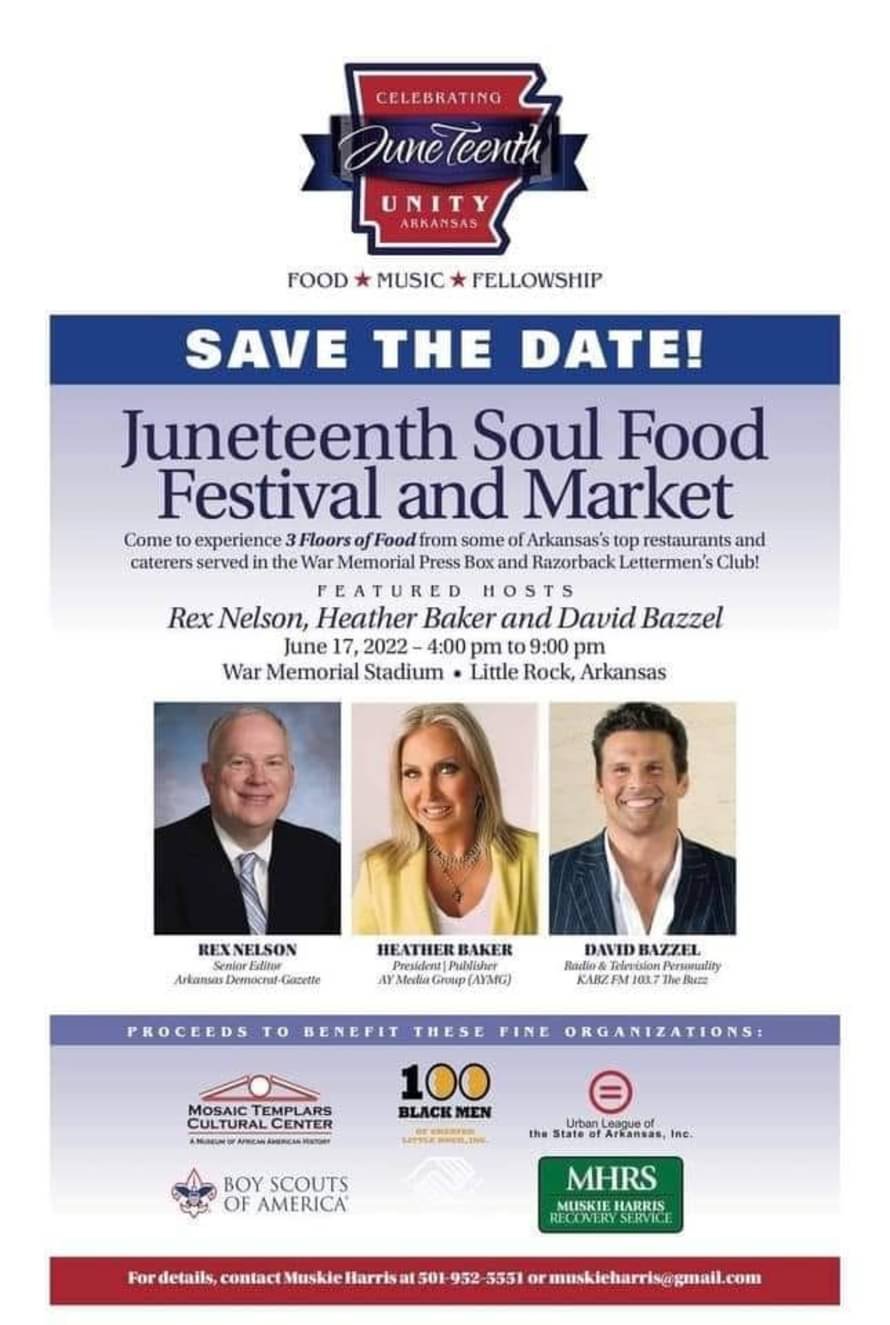 CELEBRATING
JuneTeenth
UNITY
ARKANSAS
FOOD ★ MUSIC ★ FELLOWSHIP
SAVE THE DATE!
Juneteenth Soul Food
Festival and Market
Come to experience 3 Floors of Food from some of Arkansas's top restaurants and
caterers served in the War Memorial Press Box and Razorback Lettermen's Club!
FEATURED HOSTS
Rex Nelson, Heather Baker and David Bazzel
June 17, 2022 – 4:00 pm to 9:00 pm
War Memorial Stadium • Little Rock, Arkansas
REX NELSON
Senior Editor
Arkansas Democrat-Gazette
HEATHER BAKER
President | Publisher
AY Media Group (AYMG)
DAVID BAZZEL
Radio & Television Personality
KABZ FM 103.7 The Buzz
PROCEEDS TO BENEFIT THESE FINE ORGANIZATIONS:
MOSAIC TEMPLARS
CULTURAL CENTER
A MUSEUM OF AFRICAN AMERICAN HISTORY
100
BLACK MEN
OF GREATER
LITTLE ROCK, INC.
Urban League of
the State of Arkansas, Inc.
BOY SCOUTS
OF AMERICA®
MHRS
MUSKIE HARRIS
RECOVERY SERVICE
For details, contact Muskie Harris at 501-952-5551 or muskieharris@gmail.com